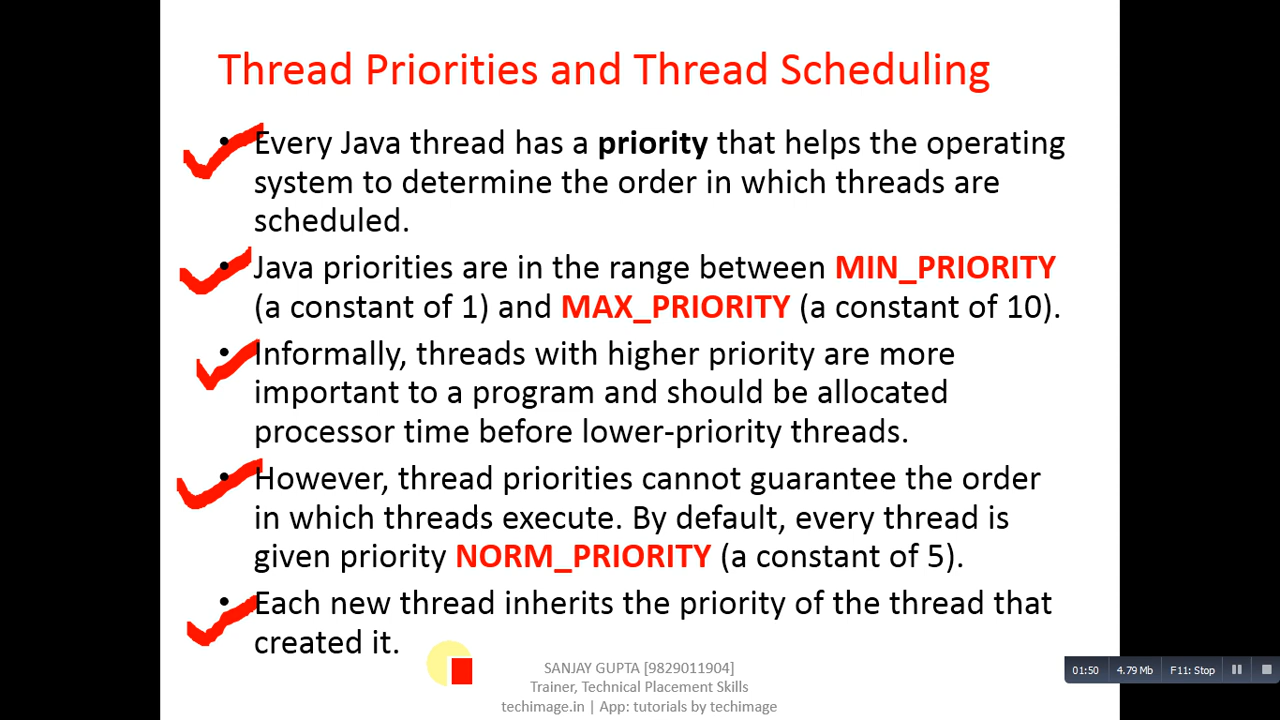 Thread Priorities and Thread Scheduling
• Every Java thread has a priority that helps the operating
system to determine the order in which threads are
scheduled.
• Java priorities are in the range between MIN_PRIORITY
(a constant of 1) and MAX_PRIORITY (a constant of 10).
• Informally, threads with higher priority are more
important to a program and should be allocated
processor time before lower-priority threads.
• However, thread priorities cannot guarantee the order
in which threads execute. By default, every thread is
given priority NORM_PRIORITY (a constant of 5).
• Each new thread inherits the priority of the thread that
created it.
SANJAY GUPTA [9829011904]
Trainer, Technical Placement Skills
techimage.in | App: tutorials by techimage
01:50 4.79 Mb F11: Stop